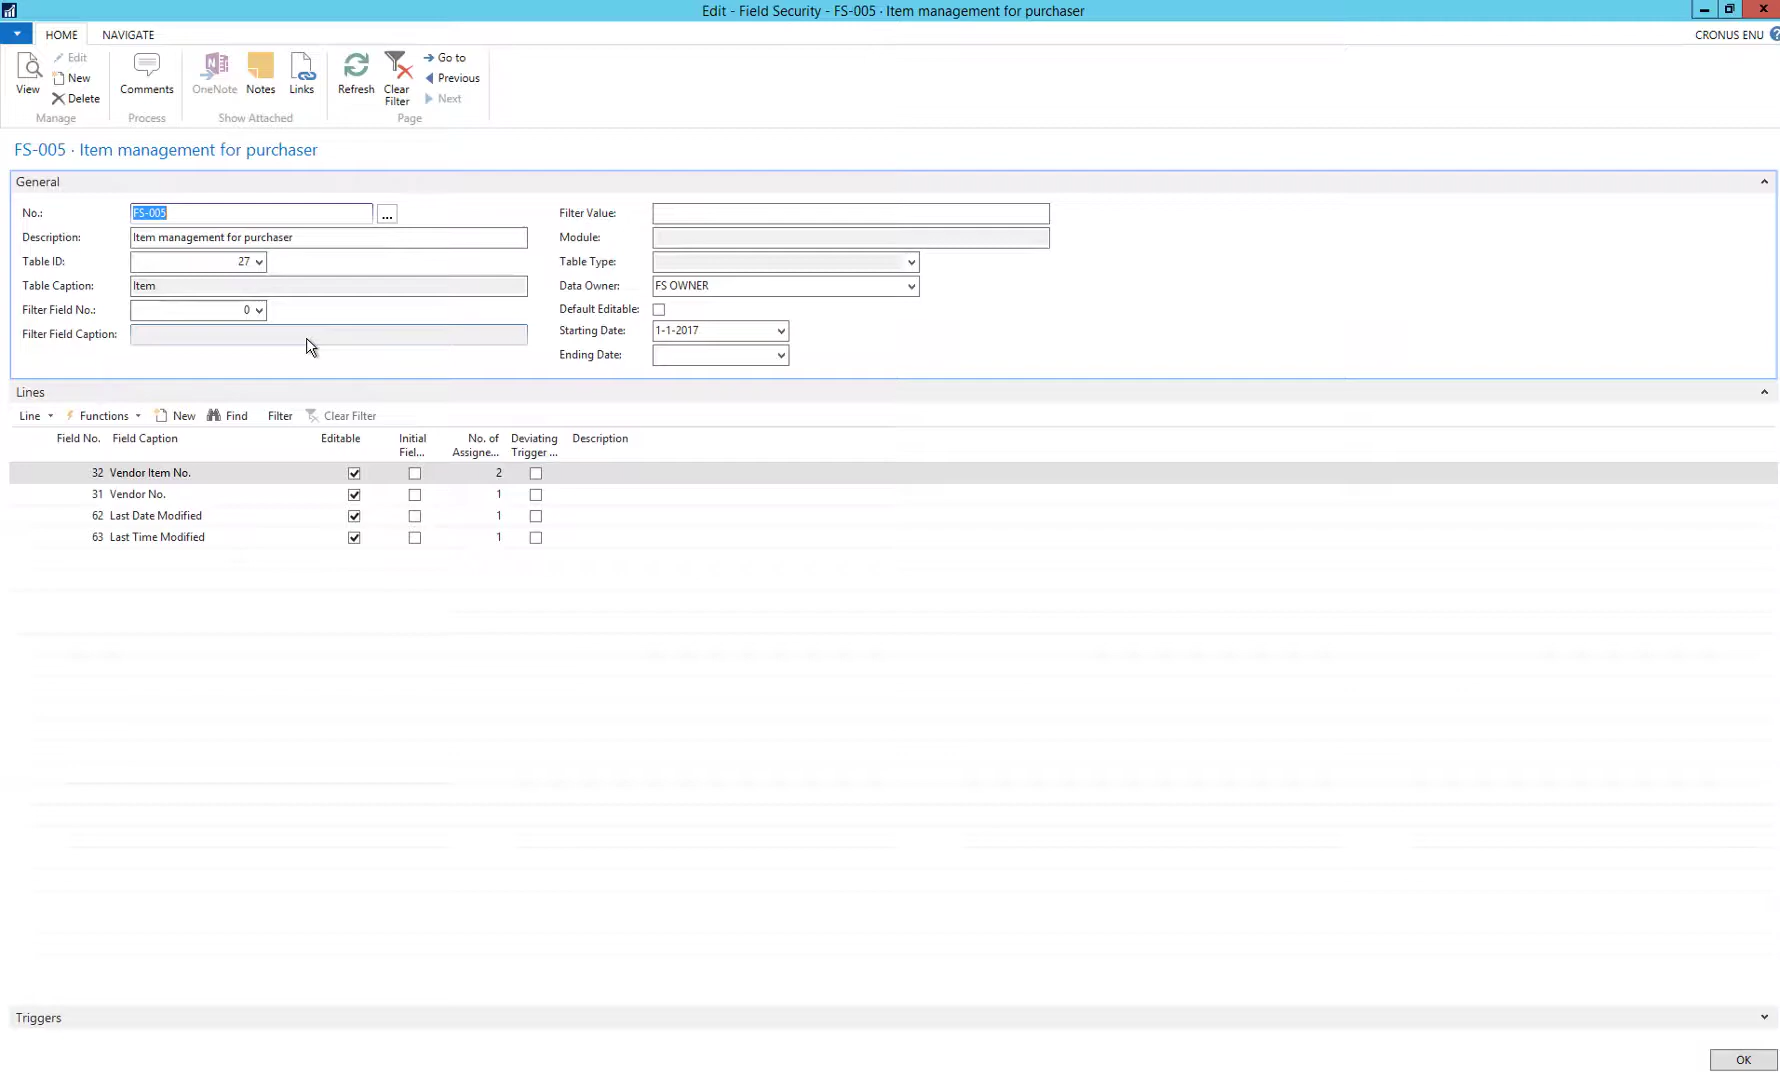 Edit - Field Security - FS-005 · Item management for purchaser
HOME NAVIGATE CRONUS ENU ?
View Edit New Delete Comments OneNote Notes Links Refresh Clear Filter Go to Previous Next
Manage Process Show Attached Page
FS-005 · Item management for purchaser
General
No.: FS-005 ... Filter Value:
Description: Item management for purchaser Module:
Table ID: 27 Table Type:
Table Caption: Item Data Owner: FS OWNER
Filter Field No.: 0 Default Editable:
Filter Field Caption: Starting Date: 1-1-2017
Ending Date:
Lines
Line Functions New Find Filter Clear Filter
Field No. Field Caption Editable Initial Fiel... No. of Assigne... Deviating Trigger ... Description
32 Vendor Item No. 2
31 Vendor No. 1
62 Last Date Modified 1
63 Last Time Modified 1
Triggers
OK